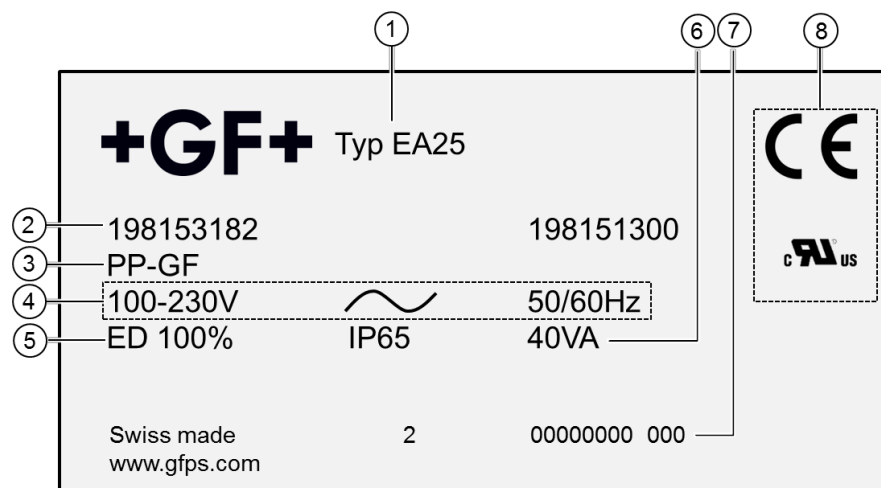 1 6 7 8
+GF+ Typ EA25
CE
2 198153182 198151300
c RU US
3 PP-GF
4 100-230V 50/60Hz
5 ED 100% IP65 40VA
Swiss made 2 00000000 000
www.gfps.com